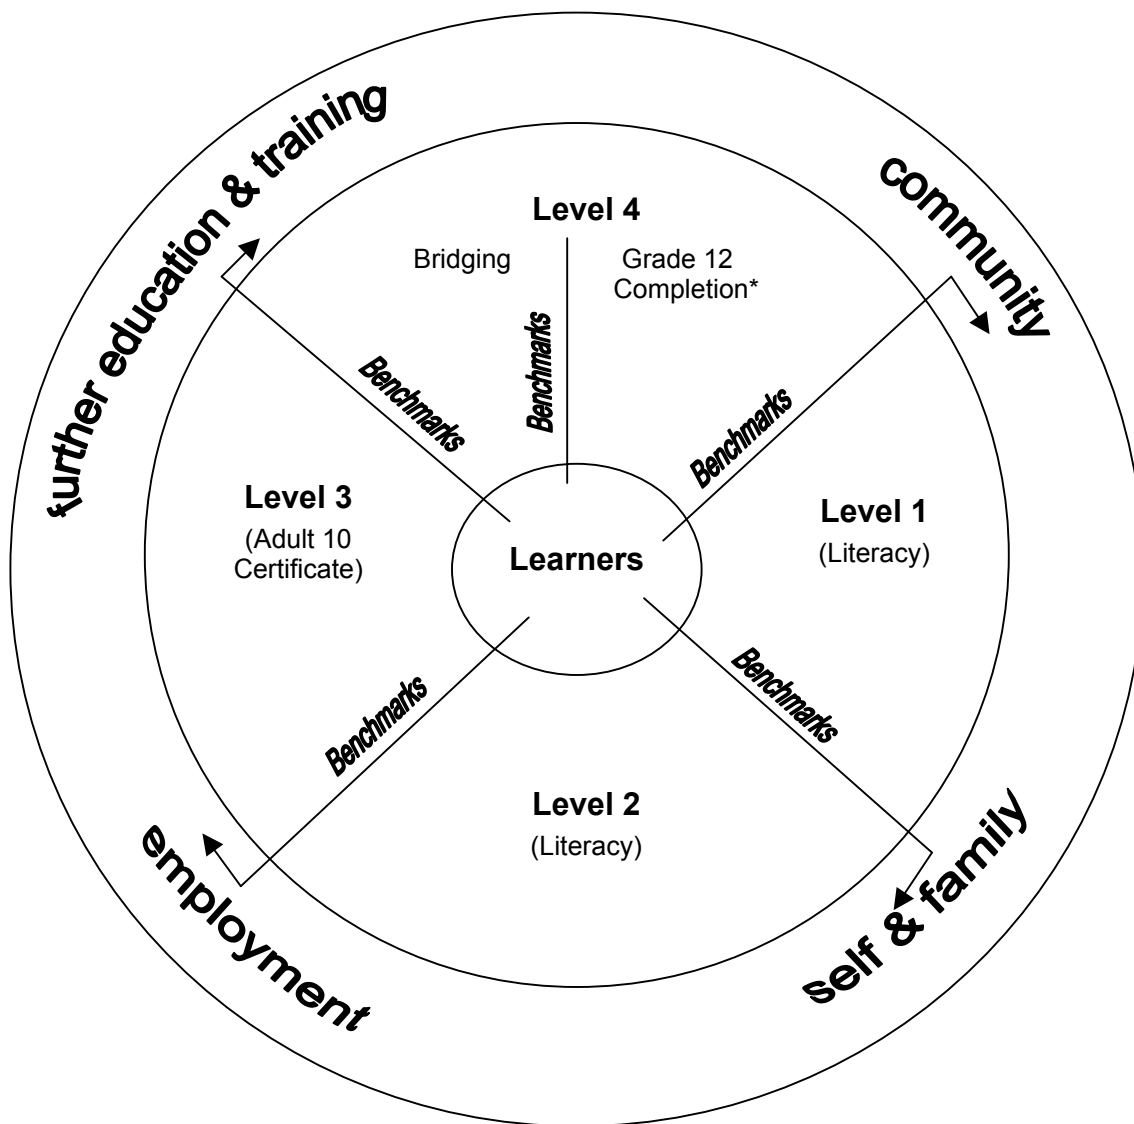 further education & training
community
Level 4
Bridging
Grade 12
Completion*
Benchmarks
Benchmarks
Benchmarks
Level 3
(Adult 10
Certificate)
Learners
Level 1
(Literacy)
Benchmarks
Benchmarks
Level 2
(Literacy)
employment
self & family